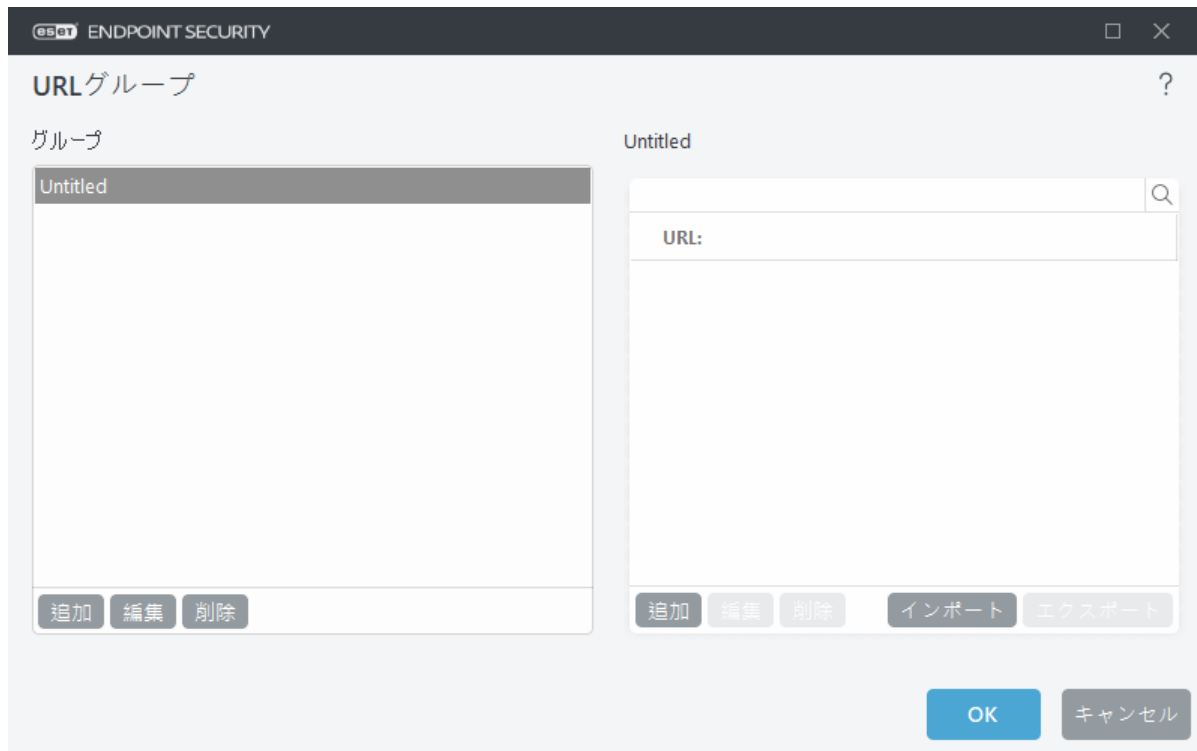 eset ENDPOINT SECURITY
URLグループ
?
グループ
Untitled
Untitled
URL:
追加 編集 削除
追加 編集 削除 インポート エクスポート
OK キャンセル